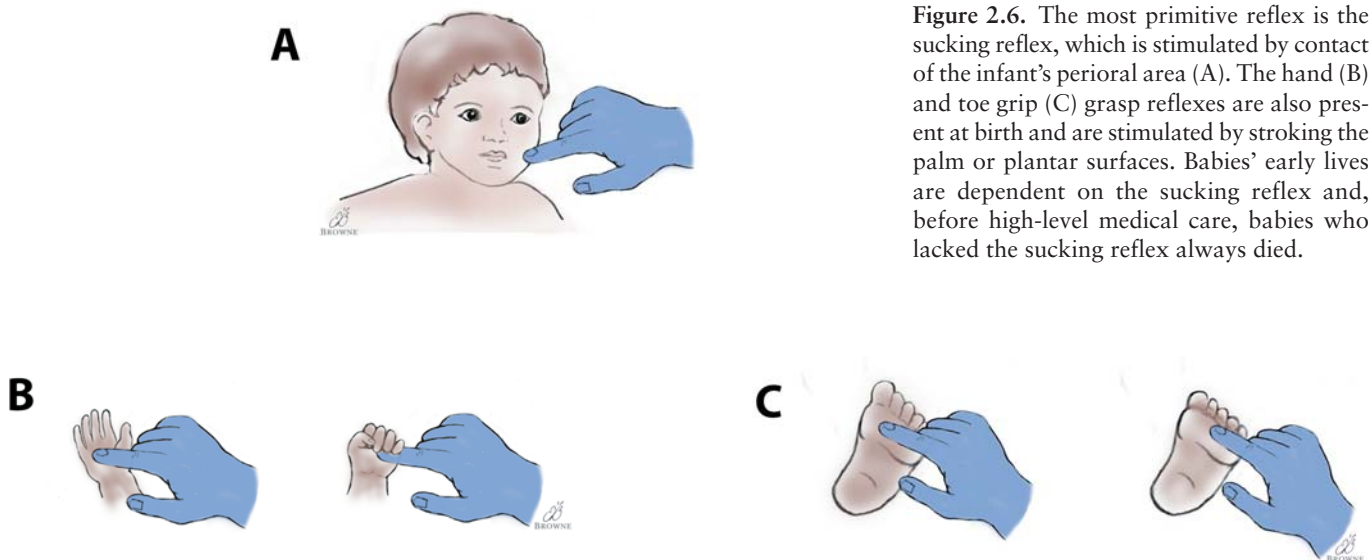 A
BROWNE
Figure 2.6. The most primitive reflex is the
sucking reflex, which is stimulated by contact
of the infant's perioral area (A). The hand (B)
and toe grip (C) grasp reflexes are also pres-
ent at birth and are stimulated by stroking the
palm or plantar surfaces. Babies' early lives
are dependent on the sucking reflex and,
before high-level medical care, babies who
lacked the sucking reflex always died.
B
BROWNE
C
BROWNE